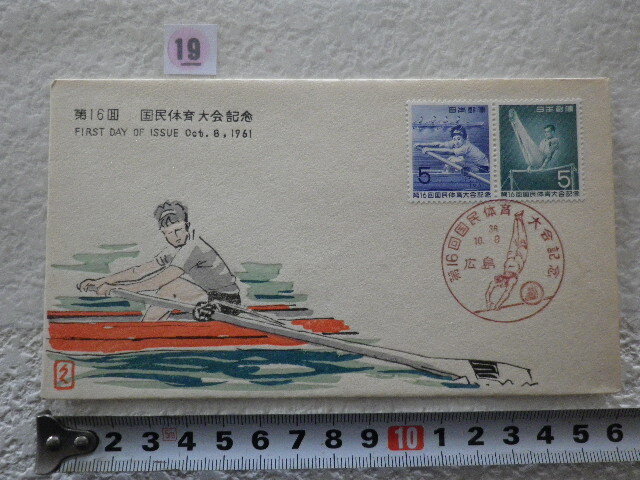 19
第16回 国民体育大会記念
FIRST DAY OF ISSUE Oct. 8, 1961
日本郵便
5
第16回国民体育大会記念
日本郵便
5
第16回国民体育大会記念
第16回国民体育大会記念
36
10. 8
広島
2 3 4 5 6 7 8 9 10 1 2 3 4 5 6